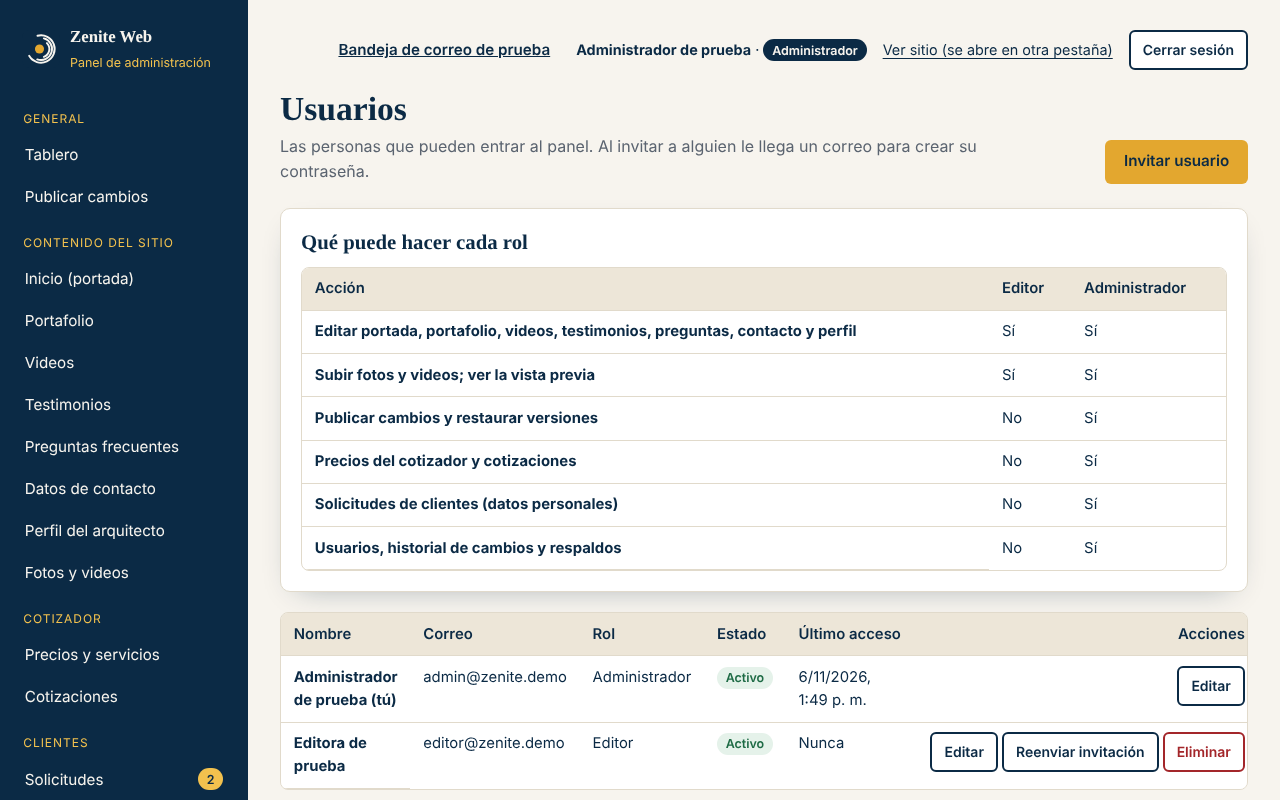 Zenite Web
Panel de administración
GENERAL
Tablero
Publicar cambios
CONTENIDO DEL SITIO
Inicio (portada)
Portafolio
Videos
Testimonios
Preguntas frecuentes
Datos de contacto
Perfil del arquitecto
Fotos y videos
COTIZADOR
Precios y servicios
Cotizaciones
CLIENTES
Solicitudes 2
Bandeja de correo de prueba Administrador de prueba · Administrador Ver sitio (se abre en otra pestaña) Cerrar sesión
Usuarios
Las personas que pueden entrar al panel. Al invitar a alguien le llega un correo para crear su
contraseña.
Invitar usuario
Qué puede hacer cada rol
Acción Editor Administrador
Editar portada, portafolio, videos, testimonios, preguntas, contacto y perfil Sí Sí
Subir fotos y videos; ver la vista previa Sí Sí
Publicar cambios y restaurar versiones No Sí
Precios del cotizador y cotizaciones No Sí
Solicitudes de clientes (datos personales) No Sí
Usuarios, historial de cambios y respaldos No Sí
Nombre Correo Rol Estado Último acceso Acciones
Administrador admin@zenite.demo Administrador Activo 6/11/2026, Editar
de prueba (tú) 1:49 p. m.
Editora de editor@zenite.demo Editor Activo Nunca Editar Reenviar invitación Eliminar
prueba